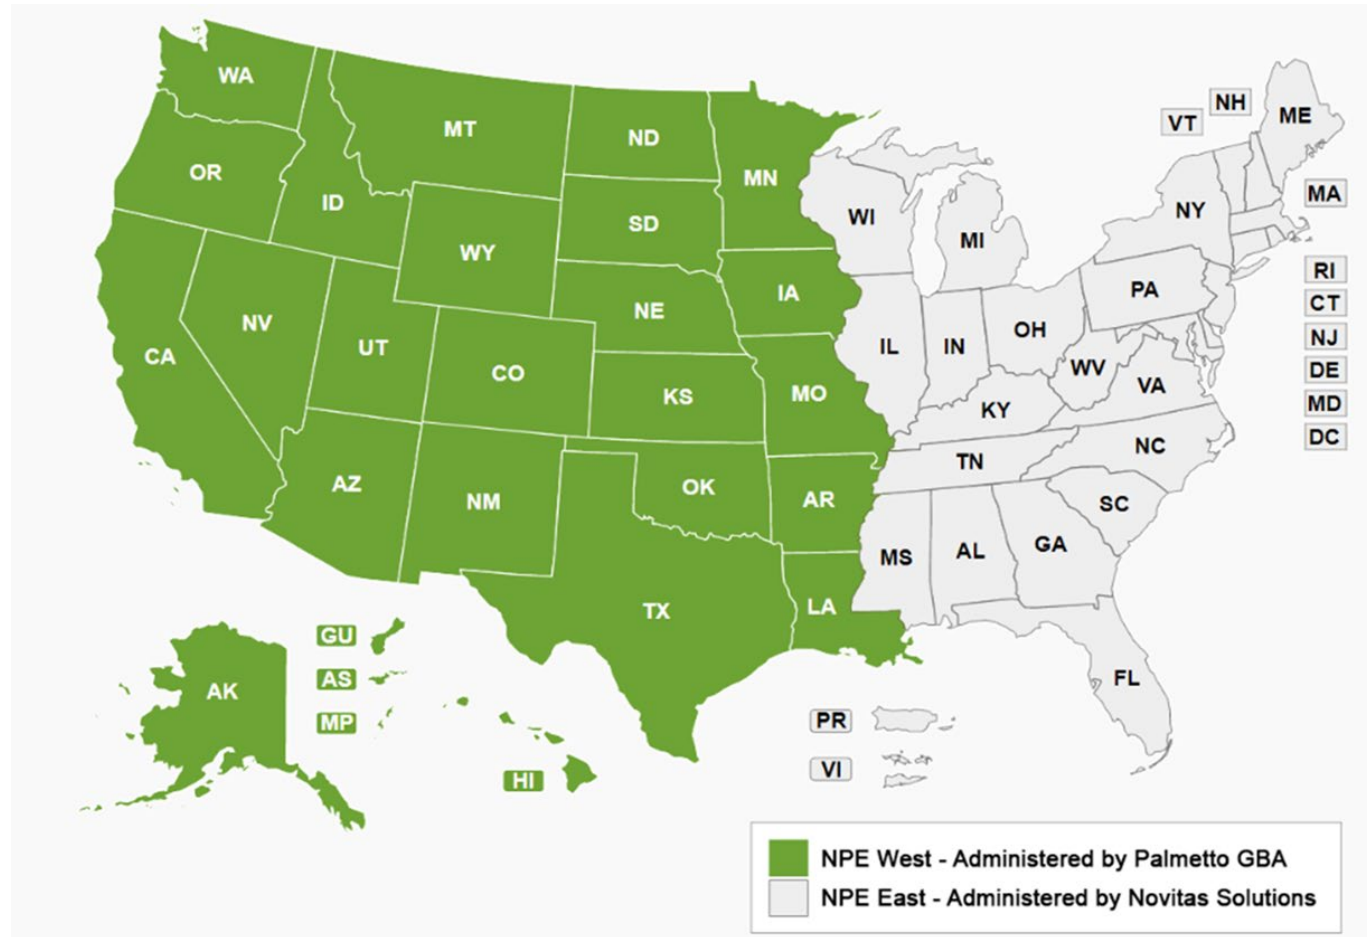 WA
MT
ND
MN
OR
ID
SD
WY
WI
MI
NY
VT
NH
ME
MA
IA
NE
PA
RI
CT
NJ
DE
MD
DC
NV
UT
CA
CO
KS
MO
IL
IN
OH
WV
VA
KY
AZ
NM
OK
AR
TN
NC
SC
MS
AL
GA
TX
LA
FL
AK
GU
AS
MP
HI
PR
VI
NPE West - Administered by Palmetto GBA
NPE East - Administered by Novitas Solutions